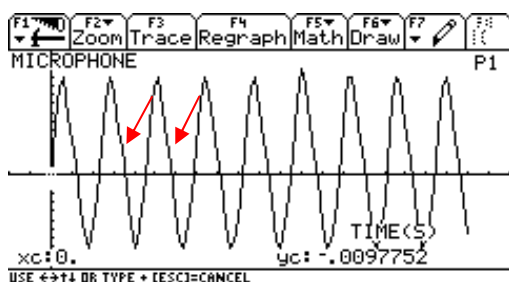 F1 F2 F3 F4 F5 F6 F7
Zoom Trace Regraph Math Draw
MICROPHONE P1
TIME(S)
xc:0. yc:-.0097752
USE ←→↑↓ OR TYPE + [ESC]=CANCEL